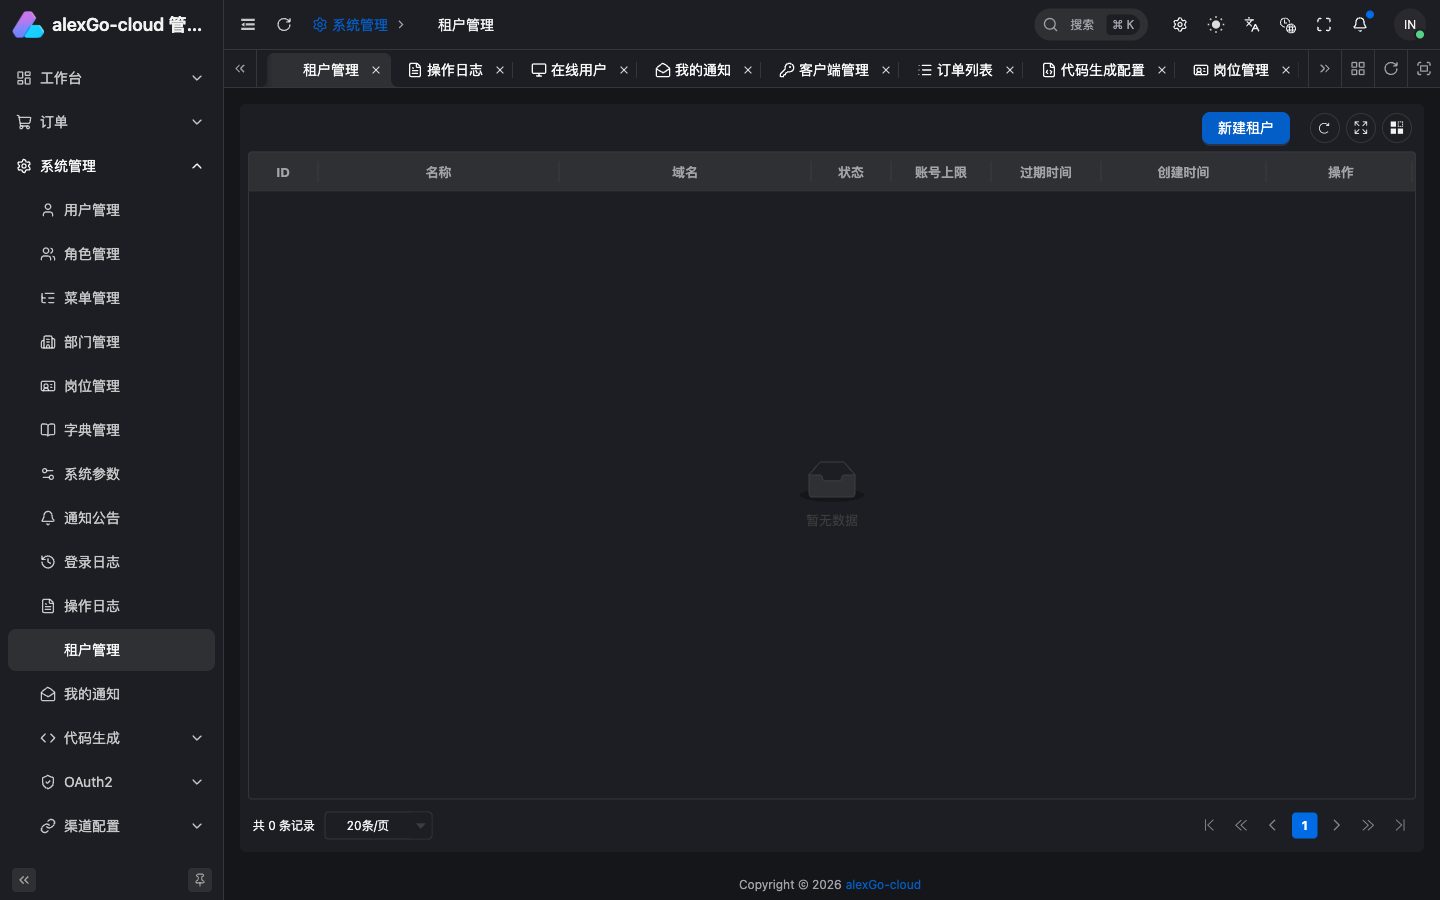 alexGo-cloud 管...
系统管理
租户管理
搜索
⌘ K
IN
工作台
订单
系统管理
用户管理
角色管理
菜单管理
部门管理
岗位管理
字典管理
系统参数
通知公告
登录日志
操作日志
租户管理
我的通知
代码生成
OAuth2
渠道配置
租户管理
操作日志
在线用户
我的通知
客户端管理
订单列表
代码生成配置
岗位管理
新建租户
ID 名称 域名 状态 账号上限 过期时间 创建时间 操作
暂无数据
共 0 条记录
20条/页
1
Copyright © 2026 alexGo-cloud